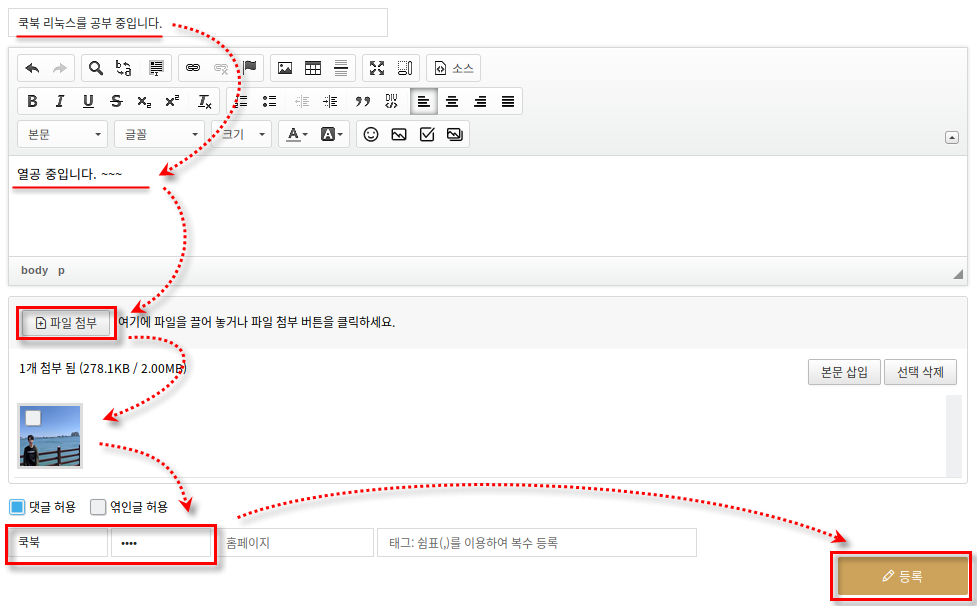 쿡북 리눅스를 공부 중입니다.
소스
B I U S x₂ x² Tx DIV
본문 글꼴 크기 A A
열공 중입니다. ~~~
body p
파일 첨부 여기에 파일을 끌어 놓거나 파일 첨부 버튼을 클릭하세요.
1개 첨부 됨 (278.1KB / 2.00MB)
본문 삽입 선택 삭제
댓글 허용 엮인글 허용
쿡북 •••• 홈페이지 태그: 쉼표(,)를 이용하여 복수 등록
등록